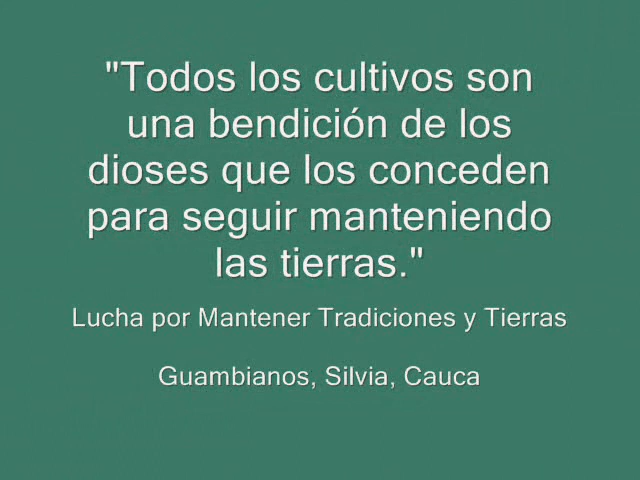 "Todos los cultivos son
una bendición de los
dioses que los conceden
para seguir manteniendo
las tierras."
Lucha por Mantener Tradiciones y Tierras
Guambianos, Silvia, Cauca